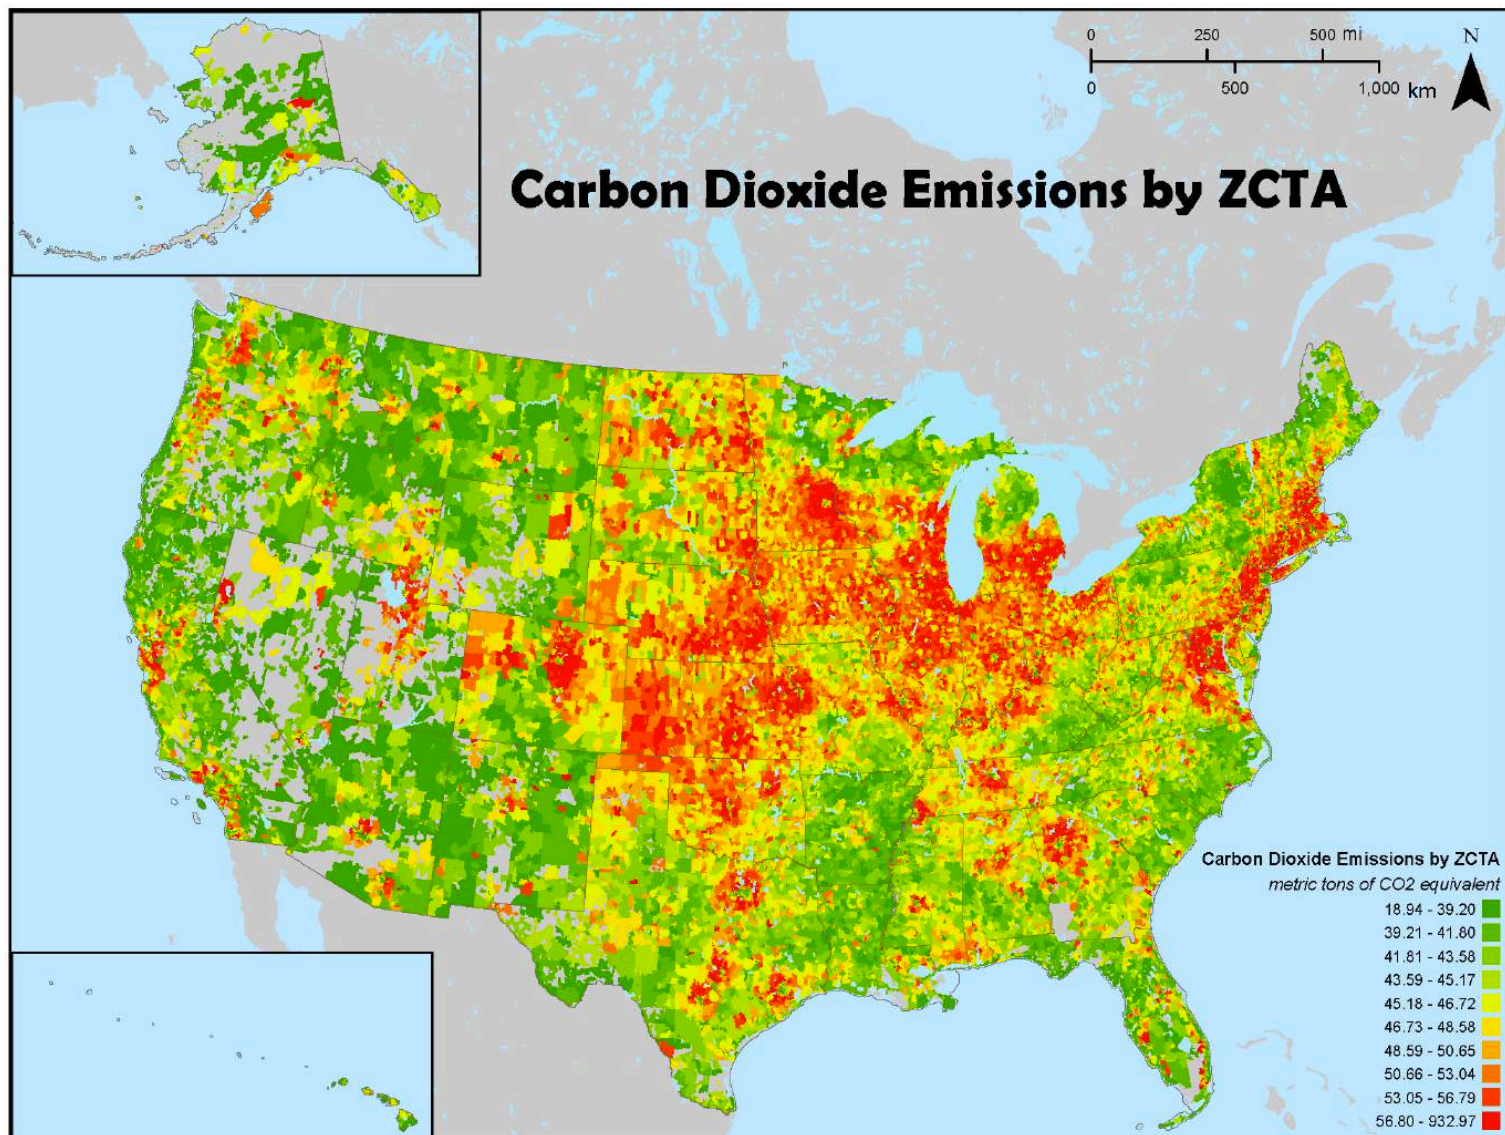 0 250 500 mi
0 500 1,000 km
N
Carbon Dioxide Emissions by ZCTA
Carbon Dioxide Emissions by ZCTA
metric tons of CO2 equivalent
18.94 - 39.20
39.21 - 41.80
41.81 - 43.58
43.59 - 45.17
45.18 - 46.72
46.73 - 48.58
48.59 - 50.65
50.66 - 53.04
53.05 - 56.79
56.80 - 932.97